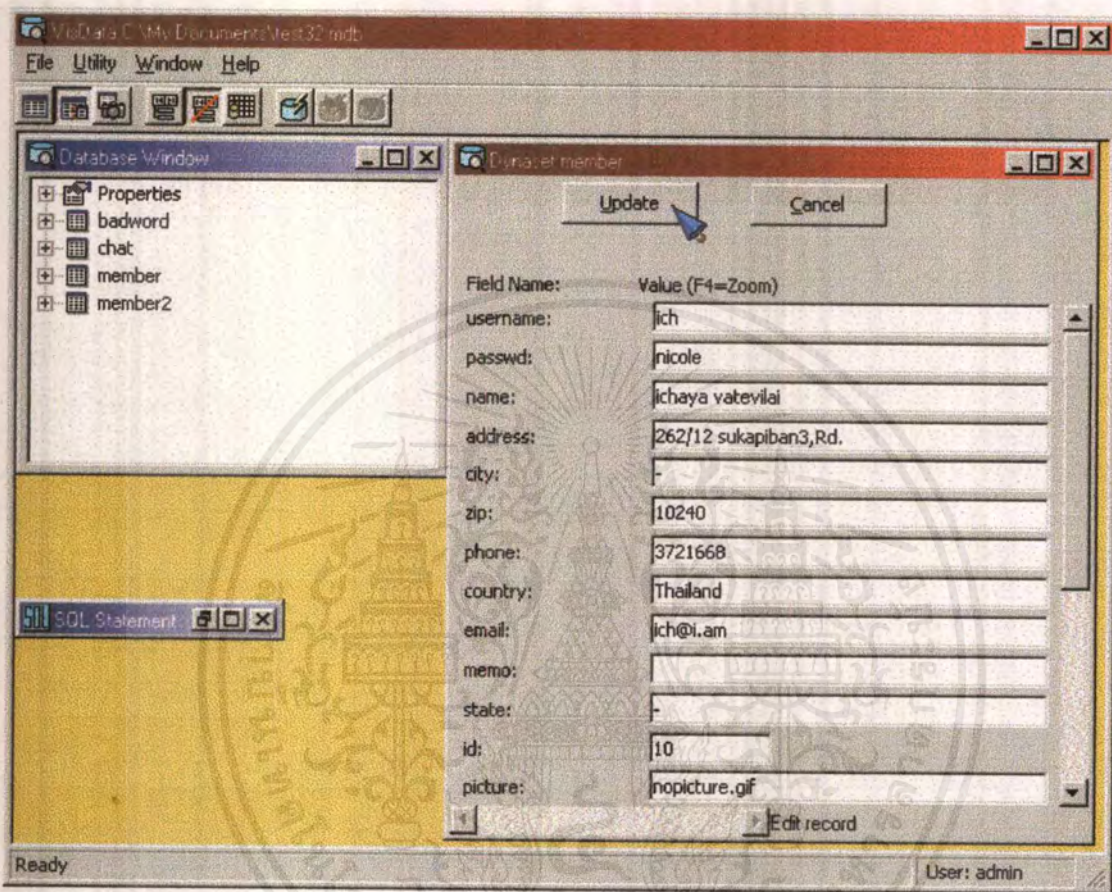 VisData:C:\My Documents\test32.mdb
File Utility Window Help
Database Window
Properties
badword
chat
member
member2
SQL Statement
Dynaset:member
Update Cancel
Field Name: Value (F4=Zoom)
username: ich
passwd: nicole
name: ichaya vatevilai
address: 262/12 sukapiban3,Rd.
city: -
zip: 10240
phone: 3721668
country: Thailand
email: ich@i.am
memo:
state: -
id: 10
picture: nopicture.gif
Edit record
Ready
User: admin